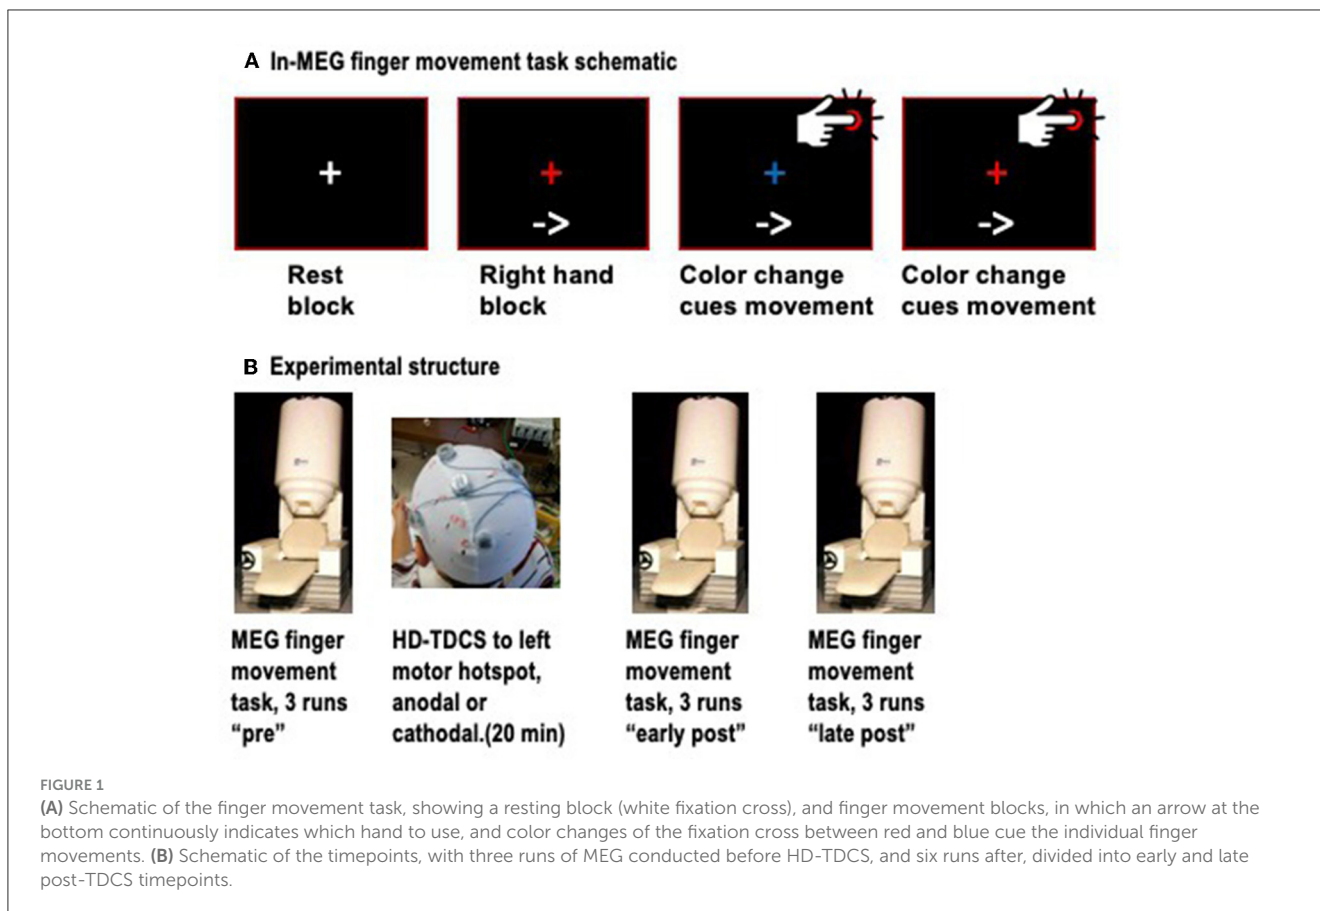 A In-MEG finger movement task schematic
+
+
->
+
->
+
->
Rest
block
Right hand
block
Color change
cues movement
Color change
cues movement
B Experimental structure
MEG finger
movement
task, 3 runs
“pre”
HD-TDCS to left
motor hotspot,
anodal or
cathodal.(20 min)
MEG finger
movement
task, 3 runs
“early post”
MEG finger
movement
task, 3 runs
“late post”
FIGURE 1
(A) Schematic of the finger movement task, showing a resting block (white fixation cross), and finger movement blocks, in which an arrow at the
bottom continuously indicates which hand to use, and color changes of the fixation cross between red and blue cue the individual finger
movements. (B) Schematic of the timepoints, with three runs of MEG conducted before HD-TDCS, and six runs after, divided into early and late
post-TDCS timepoints.